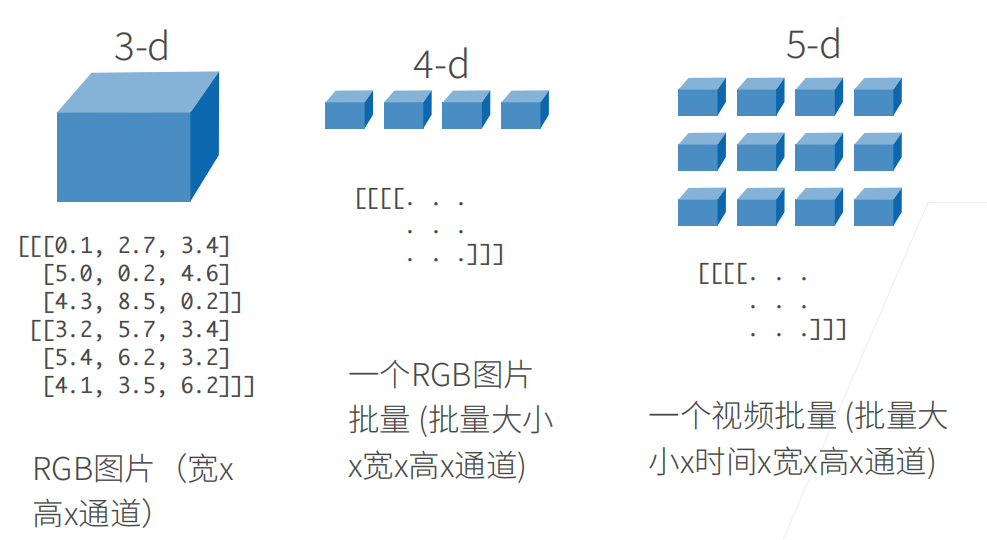 3-d
[[[0.1, 2.7, 3.4]
[5.0, 0.2, 4.6]
[4.3, 8.5, 0.2]]
[[3.2, 5.7, 3.4]
[5.4, 6.2, 3.2]
[4.1, 3.5, 6.2]]]
RGB图片（宽x
高x通道）
4-d
[[[[. . .
. . .
. . .]]]
一个RGB图片
批量 (批量大小
x宽x高x通道)
5-d
[[[[. . .
. . .
. . .]]]
一个视频批量 (批量大
小x时间x宽x高x通道)